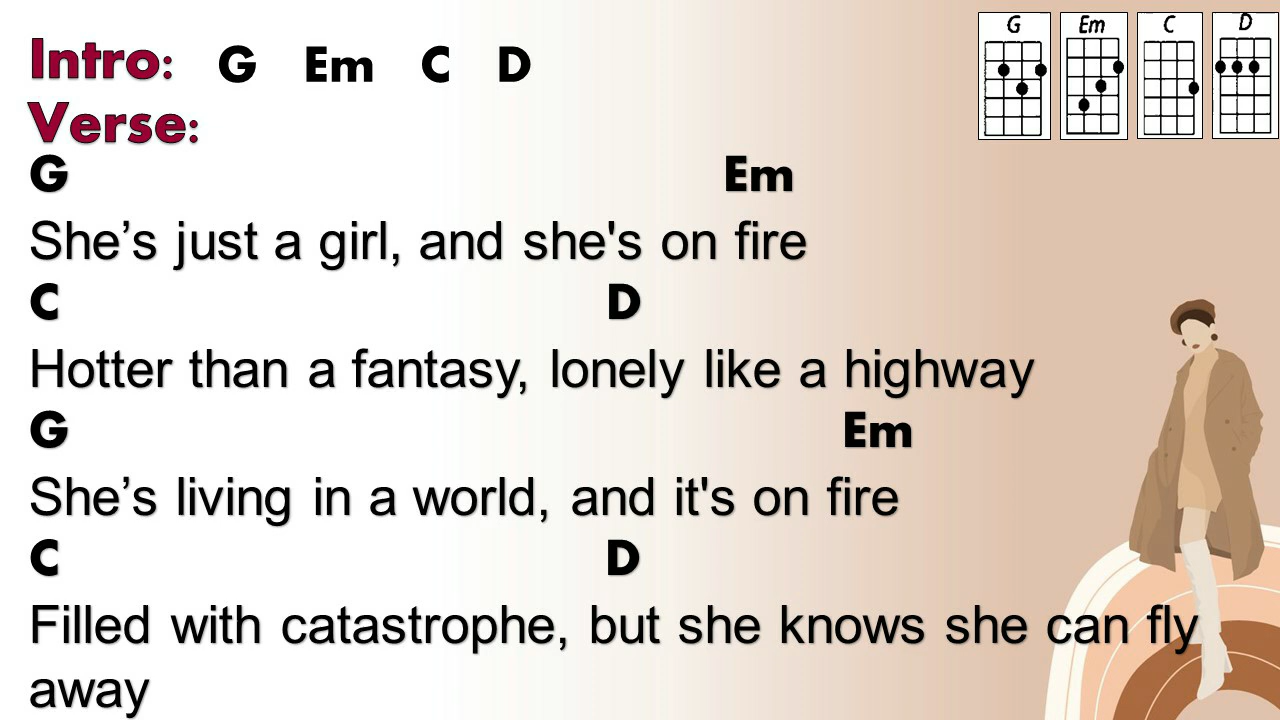 Intro: G Em C D
G Em C D
Verse:
G Em
She’s just a girl, and she's on fire
C D
Hotter than a fantasy, lonely like a highway
G Em
She’s living in a world, and it's on fire
C D
Filled with catastrophe, but she knows she can fly
away